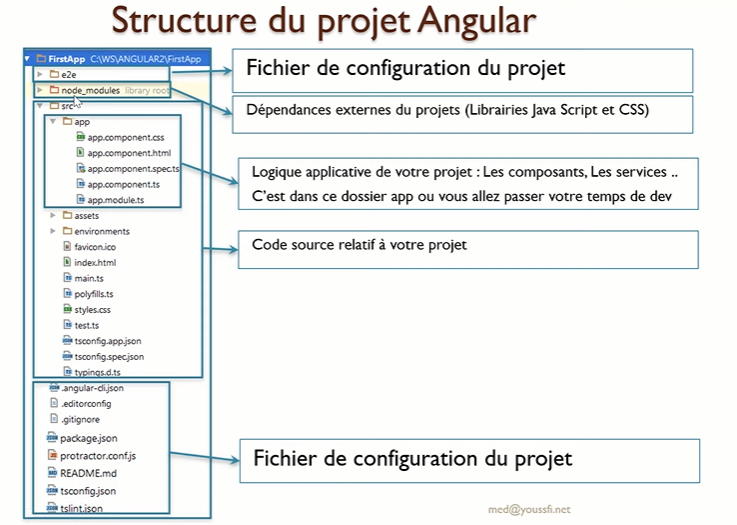 Structure du projet Angular
FirstApp C:\WS\ANGULAR2\FirstApp
e2e
Fichier de configuration du projet
node_modules library root
Dépendances externes du projets (Librairies Java Script et CSS)
src
app
app.component.css
app.component.html
app.component.spec.ts
app.component.ts
app.module.ts
Logique applicative de votre projet : Les composants, Les services ..
C'est dans ce dossier app ou vous allez passer votre temps de dev
assets
environments
favicon.ico
index.html
main.ts
polyfills.ts
styles.css
test.ts
tsconfig.app.json
tsconfig.spec.json
typings.d.ts
Code source relatif à votre projet
.angular-cli.json
.editorconfig
.gitignore
package.json
protractor.conf.js
README.md
tsconfig.json
tslint.json
Fichier de configuration du projet
med@youssfi.net